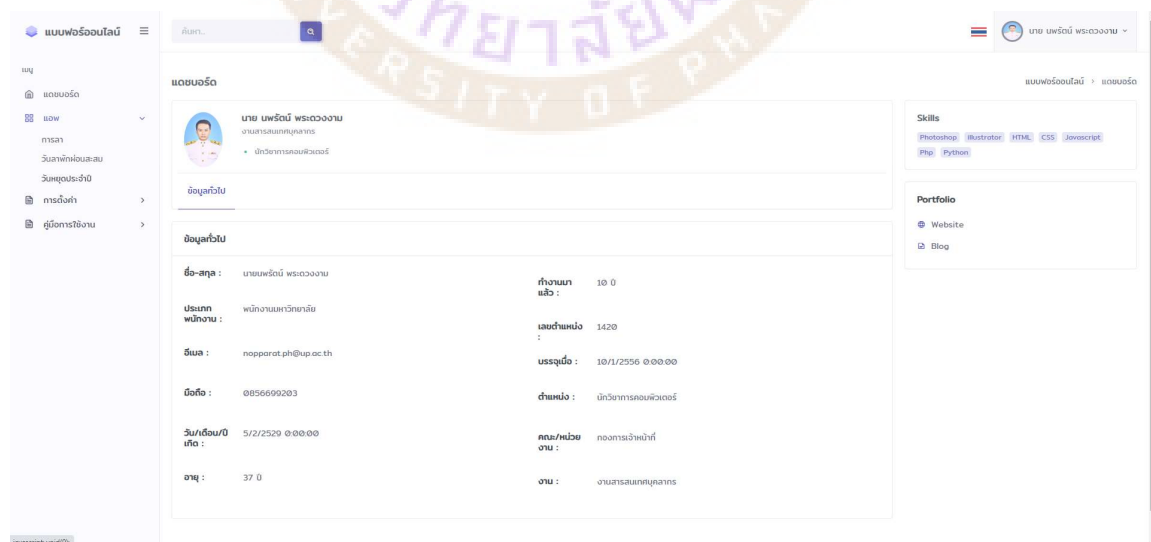 แบบฟอร์ออนไลน์
ค้นหา..
นาย นพรัตน์ พระดวงงาม
เมนู
แดชบอร์ด
แอพ
การลา
วันลาพักผ่อนสะสม
วันหยุดประจำปี
การตั้งค่า
คู่มือการใช้งาน
แดชบอร์ด
แบบฟอร์ออนไลน์ > แดชบอร์ด
นาย นพรัตน์ พระดวงงาม
งานสารสนเทศบุคลากร
• นักวิชาการคอมพิวเตอร์
ข้อมูลทั่วไป
Skills
Photoshop Illustrator HTML CSS Javascript
Php Python
Portfolio
Website
Blog
ข้อมูลทั่วไป
ชื่อ-สกุล : นายนพรัตน์ พระดวงงาม
ประเภท
พนักงาน : พนักงานมหาวิทยาลัย
อีเมล : nopparat.ph@up.ac.th
มือถือ : 0856699203
วัน/เดือน/ปี
เกิด : 5/2/2529 0:00:00
อายุ : 37 ปี
ทำงานมา
แล้ว : 10 ปี
เลขตำแหน่ง
: 1420
บรรจุเมื่อ : 10/1/2556 0:00:00
ตำแหน่ง : นักวิชาการคอมพิวเตอร์
คณะ/หน่วย
งาน : กองการเจ้าหน้าที่
งาน : งานสารสนเทศบุคลากร